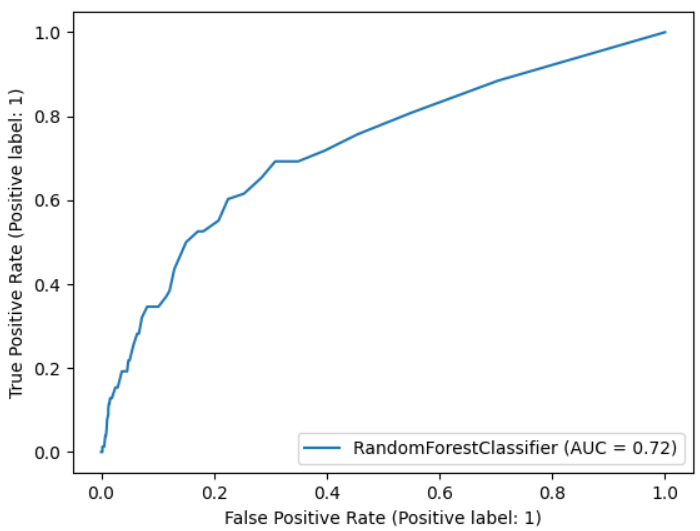 1.0
0.8
0.6
0.4
0.2
0.0
True Positive Rate (Positive label: 1)
RandomForestClassifier (AUC = 0.72)
0.0 0.2 0.4 0.6 0.8 1.0
False Positive Rate (Positive label: 1)